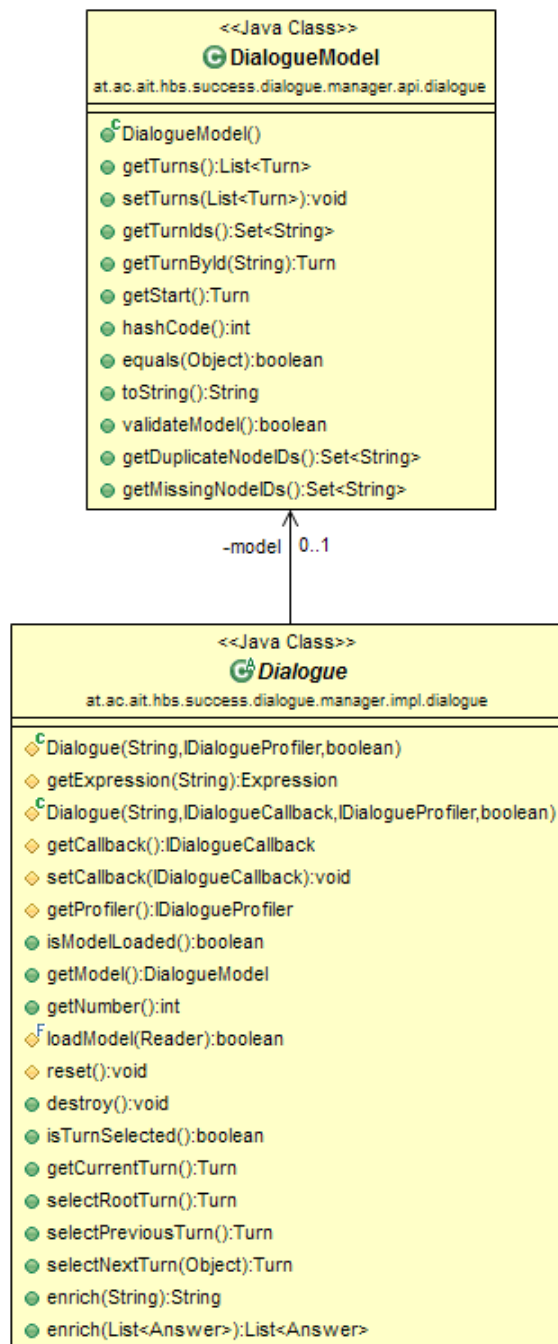 <<Java Class>>
DialogueModel
at.ac.ait.hbs.success.dialogue.manager.api.dialogue
DialogueModel()
getTurns():List<Turn>
setTurns(List<Turn>):void
getTurnIds():Set<String>
getTurnById(String):Turn
getStart():Turn
hashCode():int
equals(Object):boolean
toString():String
validateModel():boolean
getDuplicateNodeIDs():Set<String>
getMissingNodeIDs():Set<String>
-model 0..1
<<Java Class>>
Dialogue
at.ac.ait.hbs.success.dialogue.manager.impl.dialogue
Dialogue(String,IDialogueProfiler,boolean)
getExpression(String):Expression
Dialogue(String,IDialogueCallback,IDialogueProfiler,boolean)
getCallback():IDialogueCallback
setCallback(IDialogueCallback):void
getProfiler():IDialogueProfiler
isModelLoaded():boolean
getModel():DialogueModel
getNumber():int
loadModel(Reader):boolean
reset():void
destroy():void
isTurnSelected():boolean
getCurrentTurn():Turn
selectRootTurn():Turn
selectPreviousTurn():Turn
selectNextTurn(Object):Turn
enrich(String):String
enrich(List<Answer>):List<Answer>